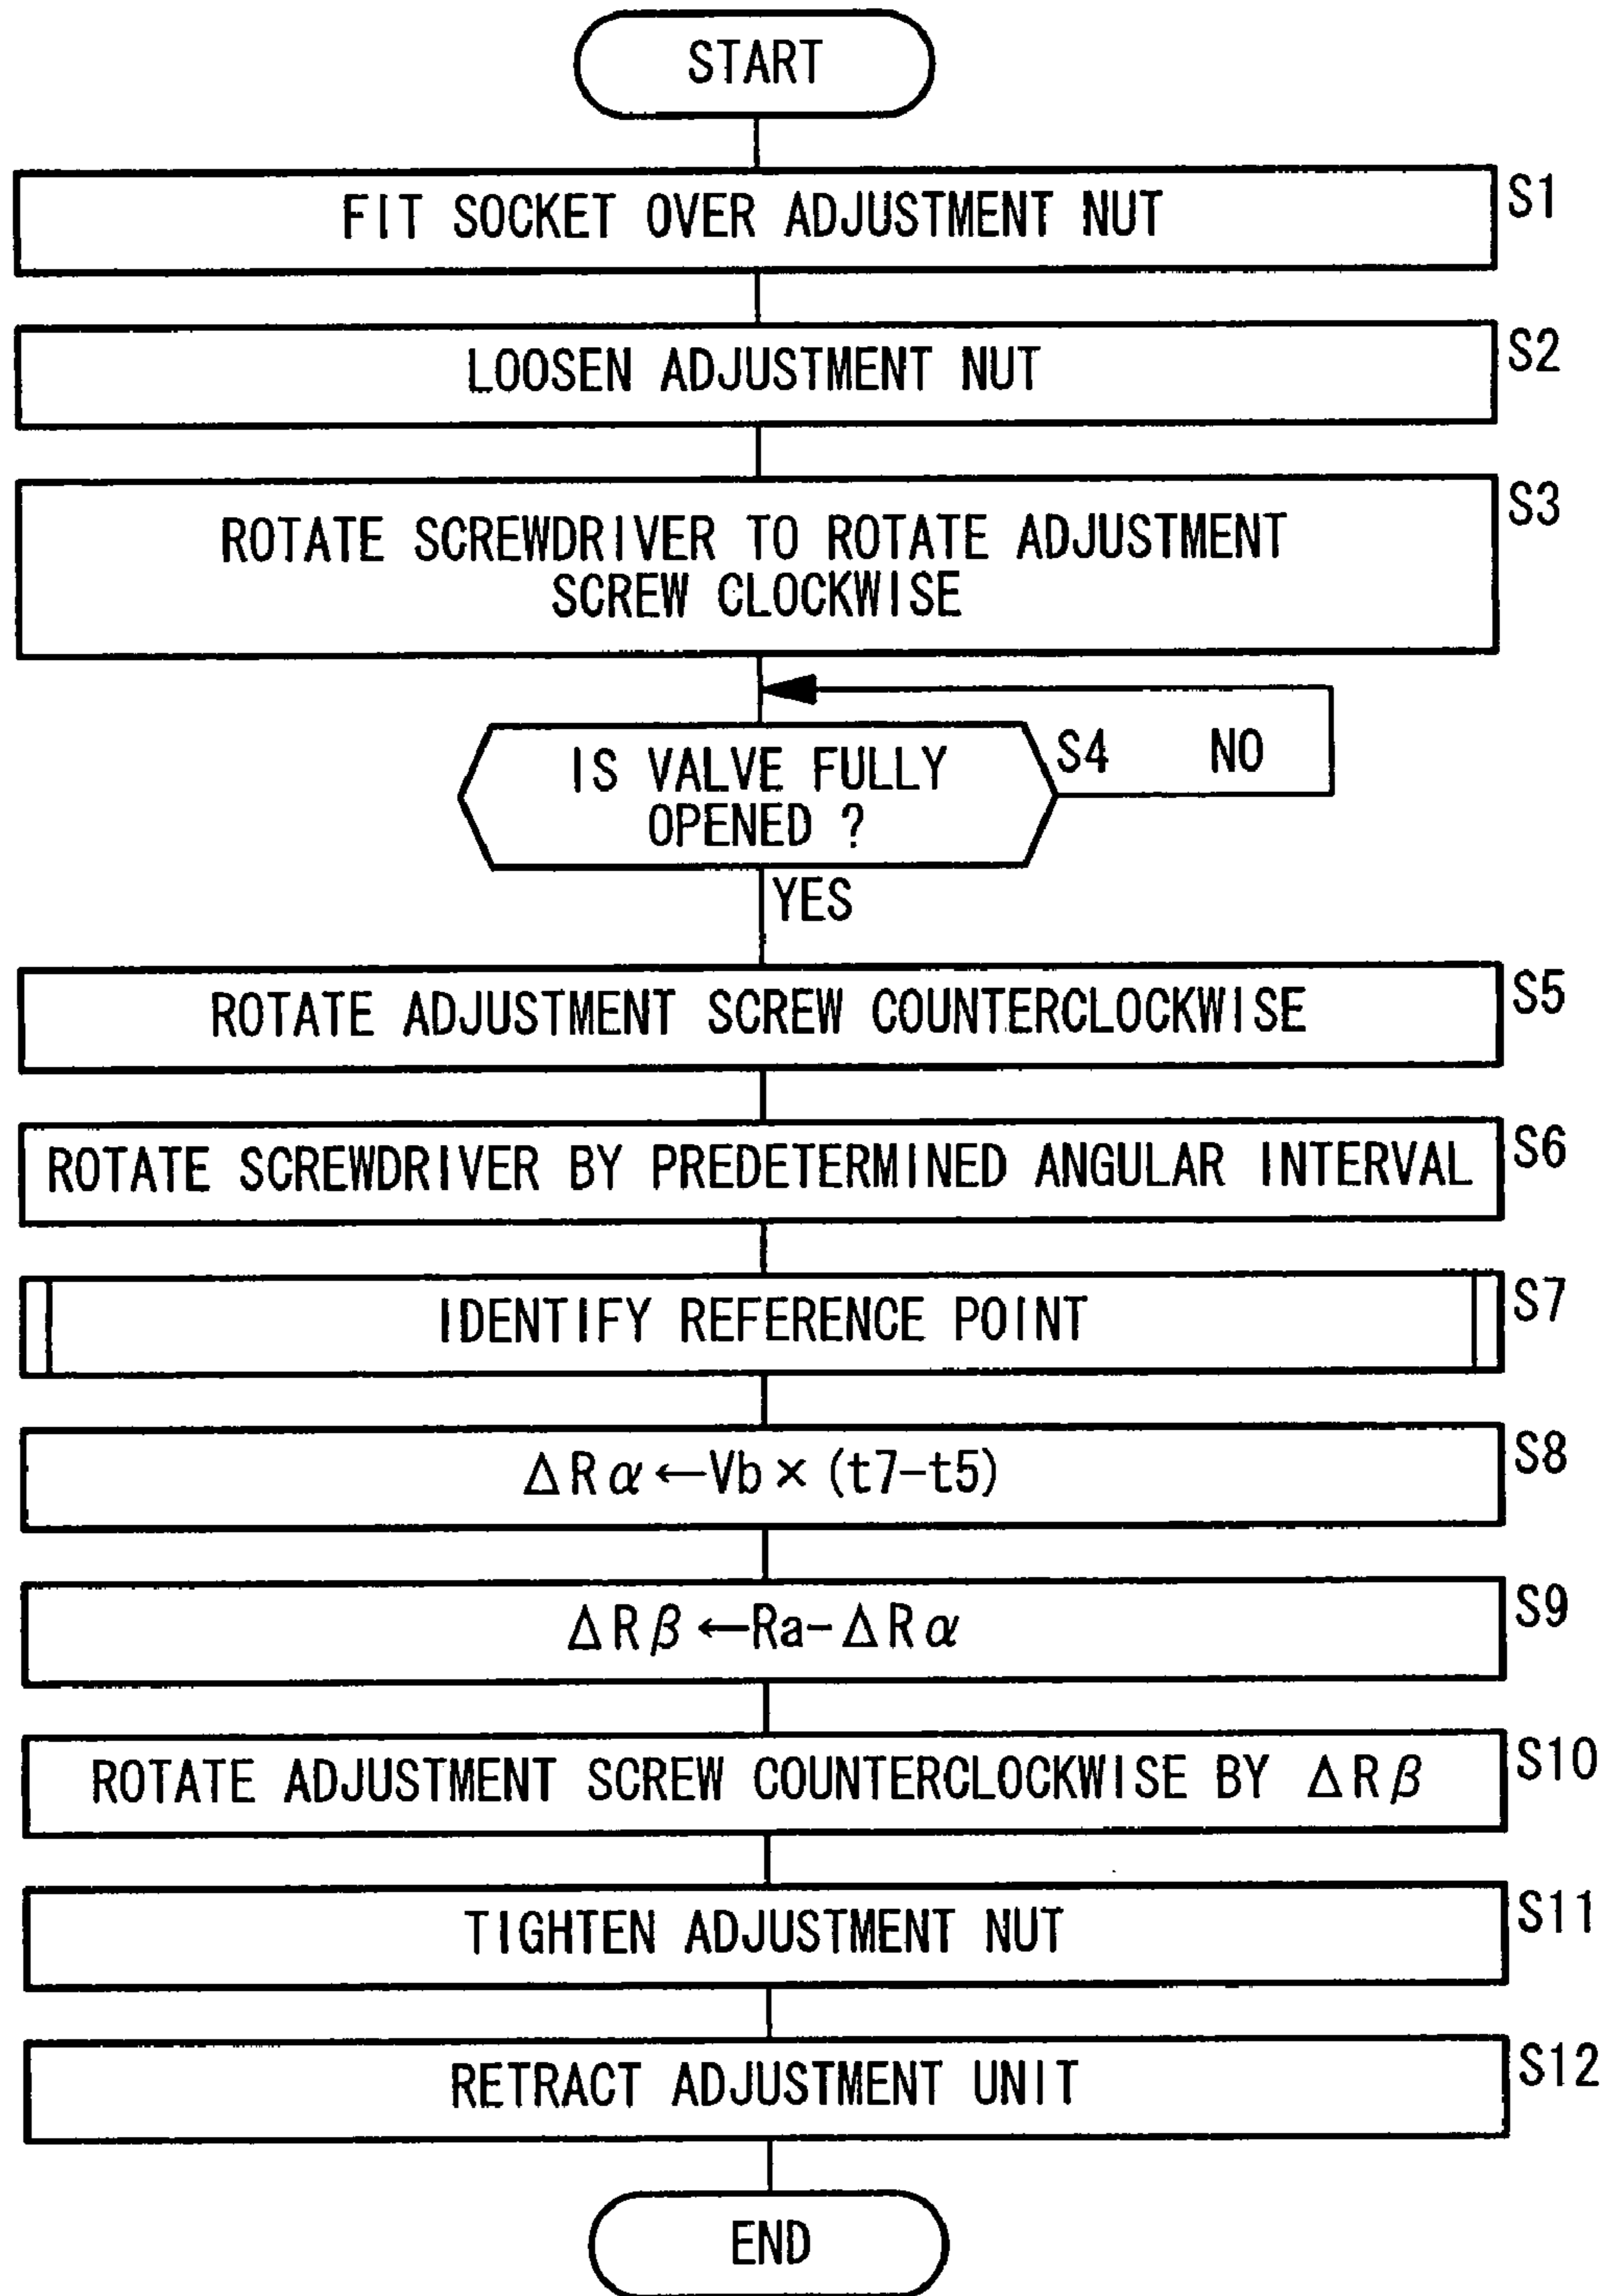 START
FIT SOCKET OVER ADJUSTMENT NUT
S1
LOOSEN ADJUSTMENT NUT
S2
ROTATE SCREWDRIVER TO ROTATE ADJUSTMENT
SCREW CLOCKWISE
S3
IS VALVE FULLY
OPENED ?
S4
NO
YES
ROTATE ADJUSTMENT SCREW COUNTERCLOCKWISE
S5
ROTATE SCREWDRIVER BY PREDETERMINED ANGULAR INTERVAL
S6
IDENTIFY REFERENCE POINT
S7
ΔRα←Vb×(t7-t5)
S8
ΔRβ←Ra-ΔRα
S9
ROTATE ADJUSTMENT SCREW COUNTERCLOCKWISE BY ΔRβ
S10
TIGHTEN ADJUSTMENT NUT
S11
RETRACT ADJUSTMENT UNIT
S12
END